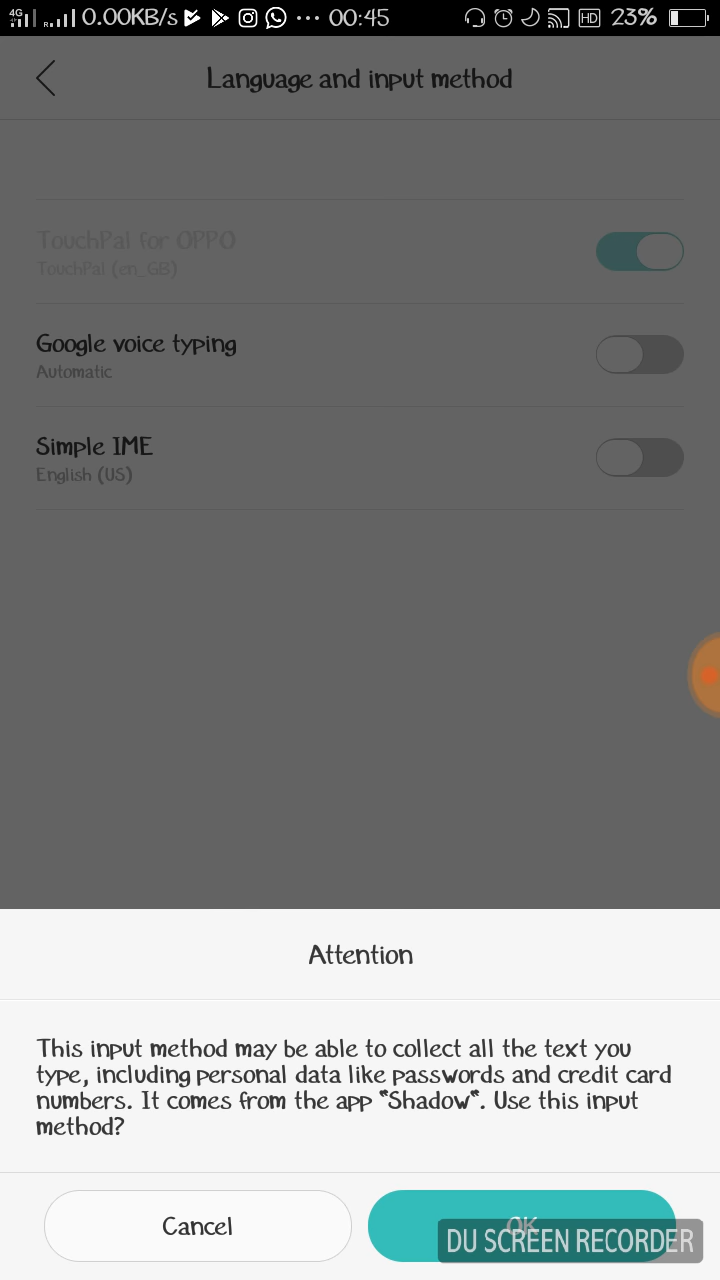 4G R 0.00KB/s 00:45 HD 23%
Language and input method
TouchPal for OPPO
TouchPal (en_GB)
Google voice typing
Automatic
Simple IME
English (US)
Attention
This input method may be able to collect all the text you
type, including personal data like passwords and credit card
numbers. It comes from the app "Shadow". Use this input
method?
Cancel
OK
DU SCREEN RECORDER